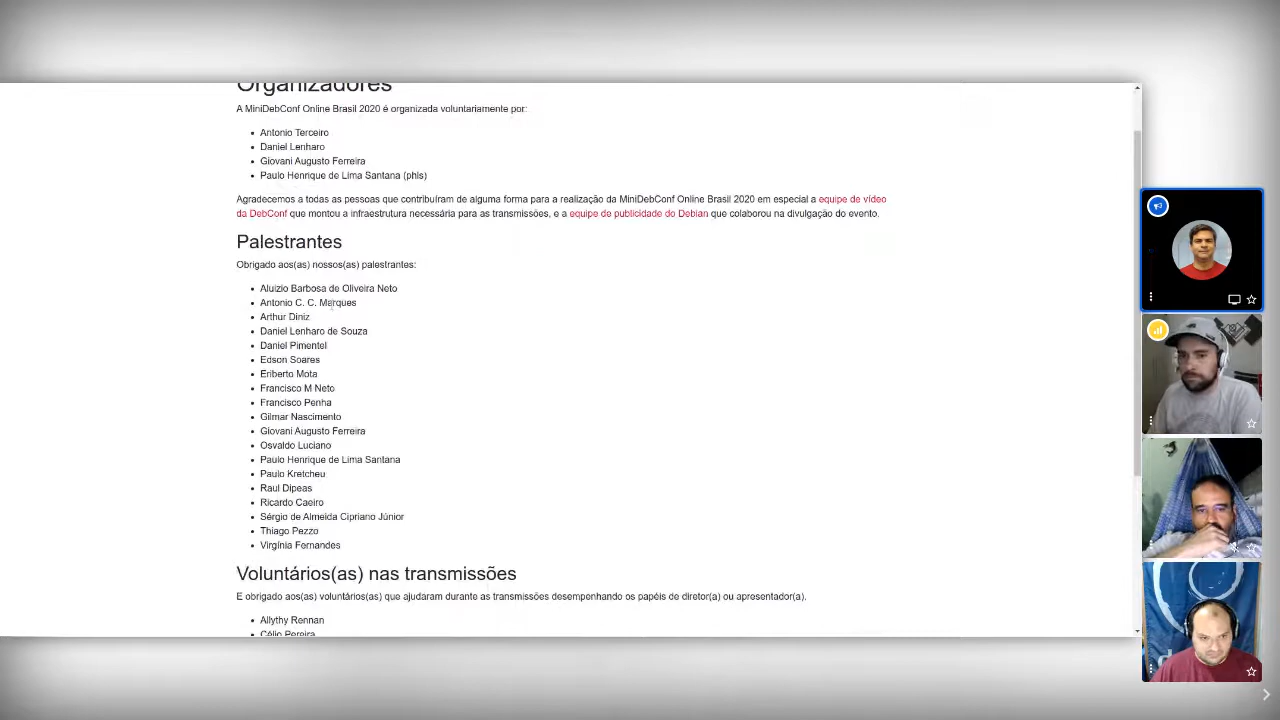 Organizadores
A MiniDebConf Online Brasil 2020 é organizada voluntariamente por:
Antonio Terceiro
Daniel Lenharo
Giovani Augusto Ferreira
Paulo Henrique de Lima Santana (phls)
Agradecemos a todas as pessoas que contribuíram de alguma forma para a realização da MiniDebConf Online Brasil 2020 em especial a equipe de vídeo
da DebConf que montou a infraestrutura necessária para as transmissões, e a equipe de publicidade do Debian que colaborou na divulgação do evento.
Palestrantes
Obrigado aos(as) nossos(as) palestrantes:
Aluizio Barbosa de Oliveira Neto
Antonio C. C. Marques
Arthur Diniz
Daniel Lenharo de Souza
Daniel Pimentel
Edson Soares
Eriberto Mota
Francisco M Neto
Francisco Penha
Gilmar Nascimento
Giovani Augusto Ferreira
Osvaldo Luciano
Paulo Henrique de Lima Santana
Paulo Kretcheu
Raul Dipeas
Ricardo Caeiro
Sérgio de Almeida Cipriano Júnior
Thiago Pezzo
Virgínia Fernandes
Voluntários(as) nas transmissões
E obrigado aos(as) voluntários(as) que ajudaram durante as transmissões desempenhando os papéis de diretor(a) ou apresentador(a).
Allythy Rennan
Célio Pereira